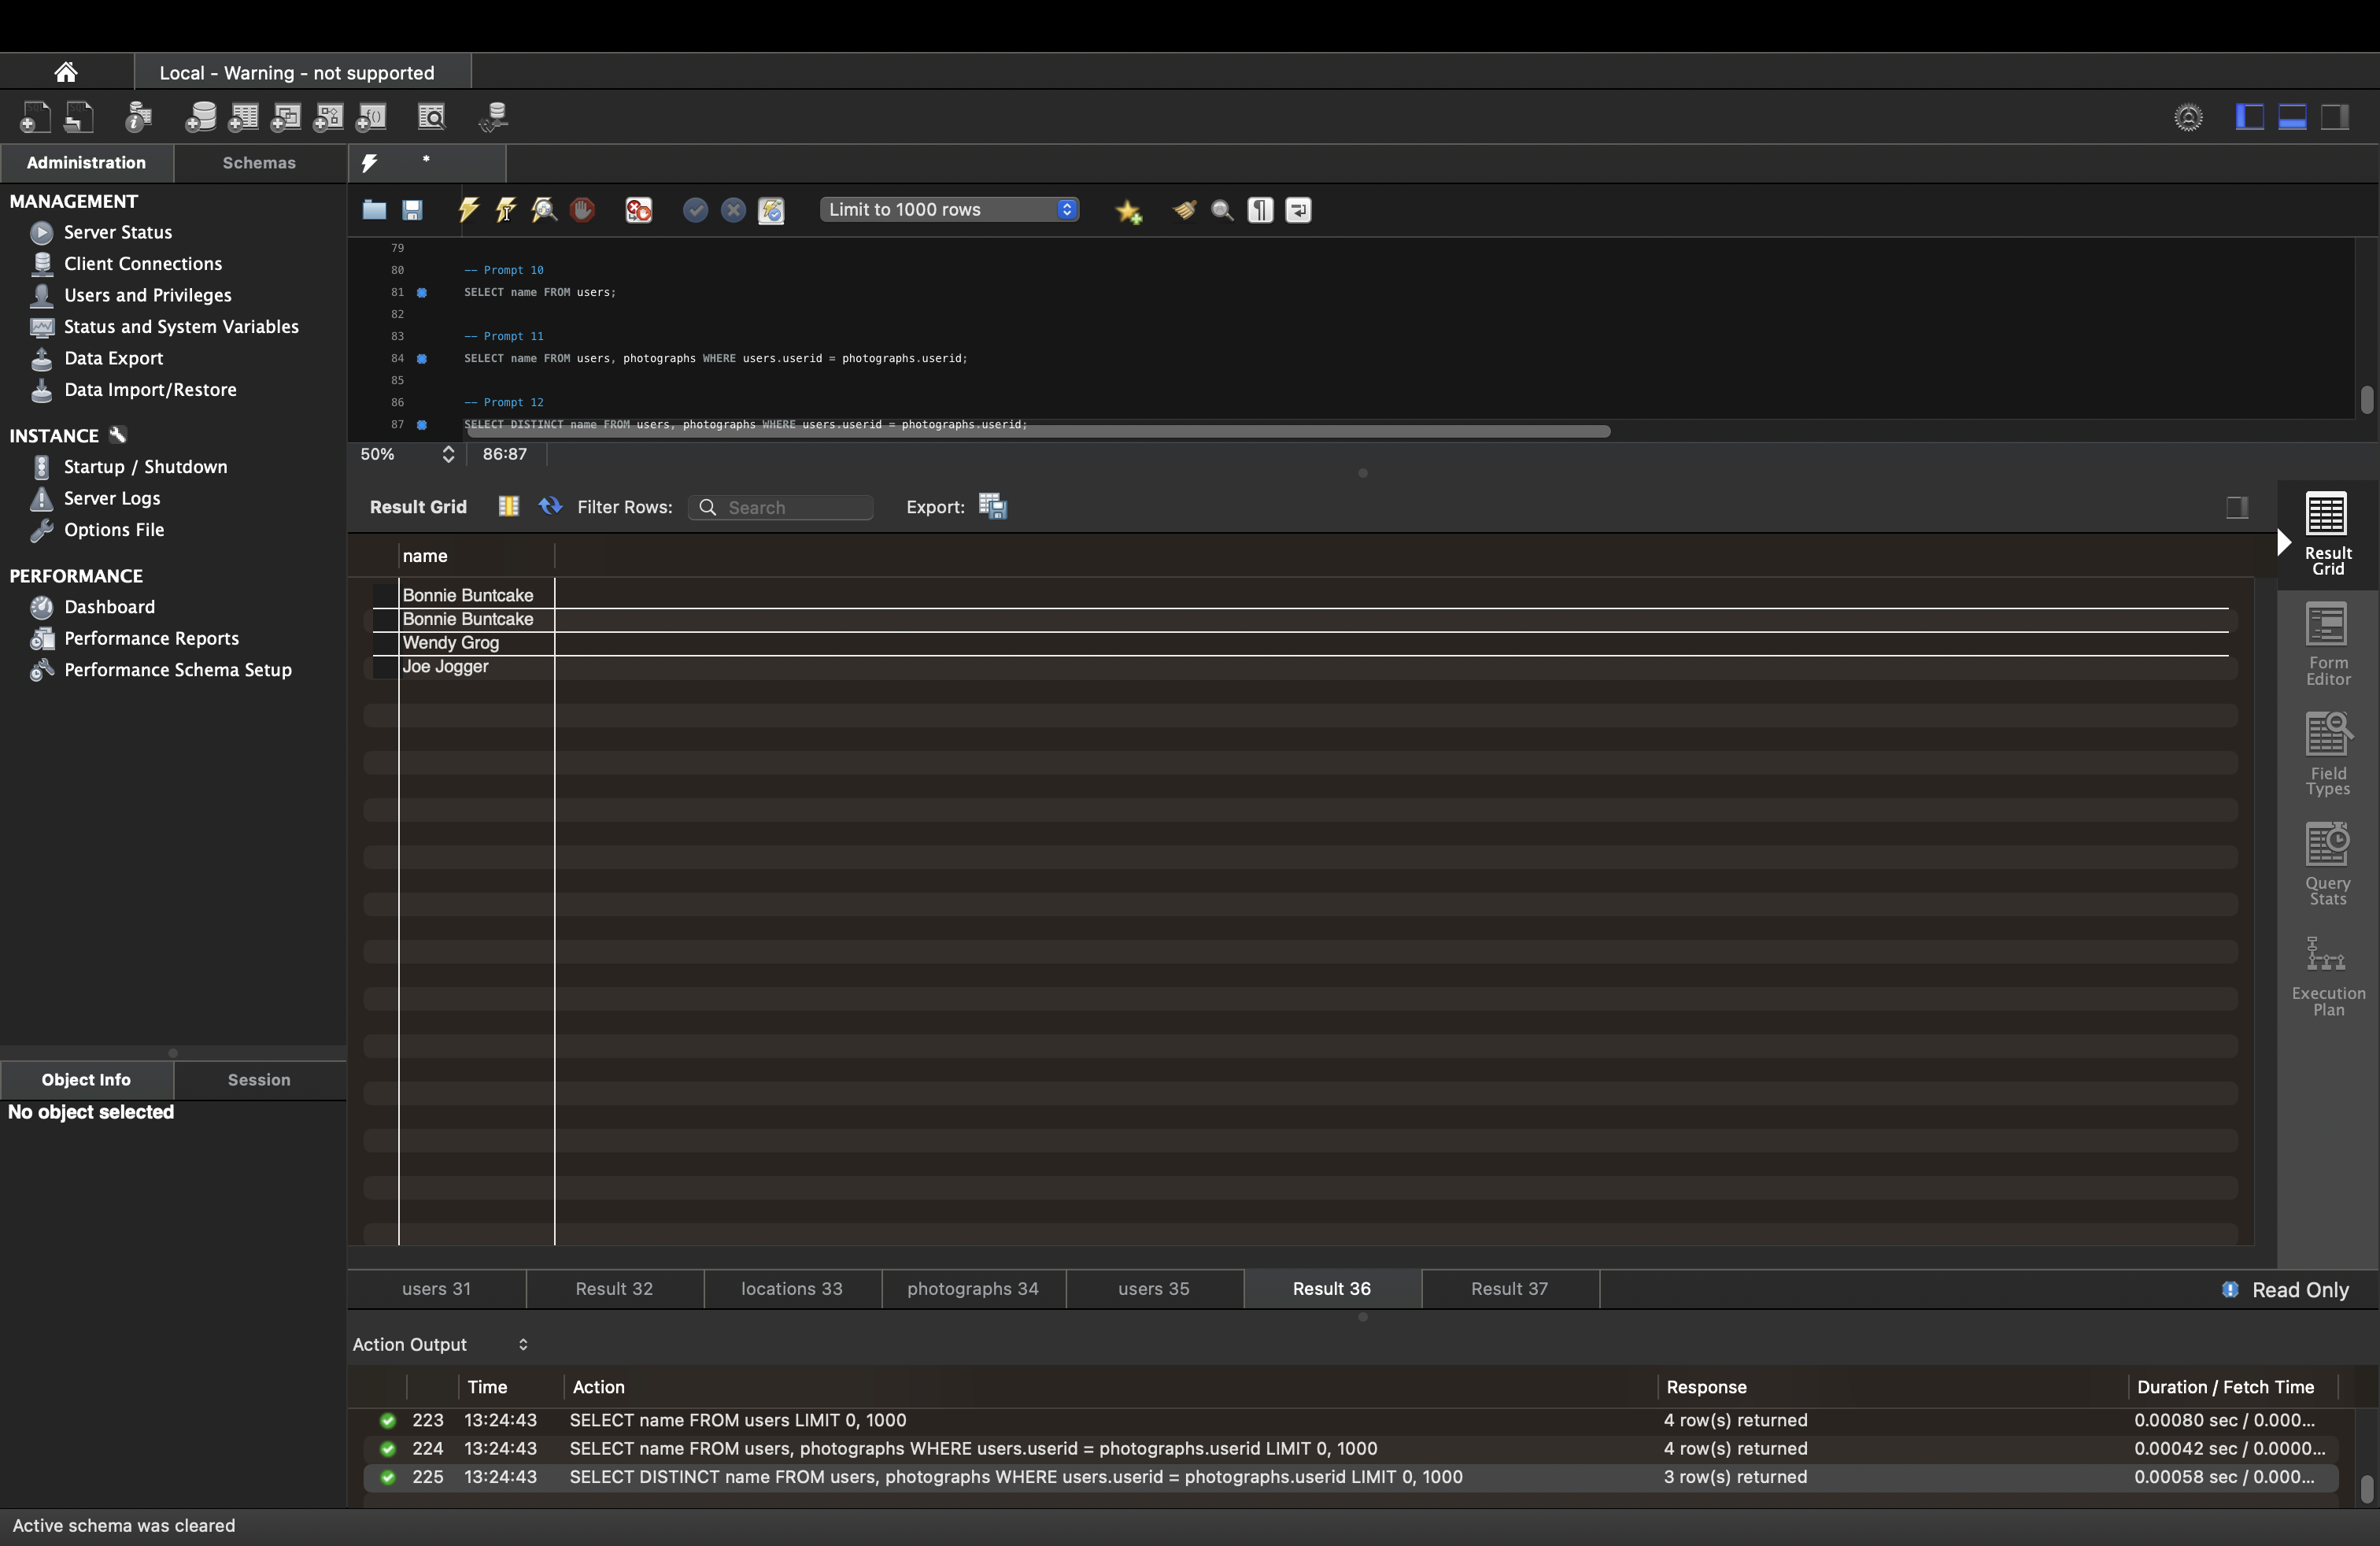 Local - Warning - not supported
Administration
Schemas
*
MANAGEMENT
Server Status
Client Connections
Users and Privileges
Status and System Variables
Data Export
Data Import/Restore
INSTANCE
Startup / Shutdown
Server Logs
Options File
PERFORMANCE
Dashboard
Performance Reports
Performance Schema Setup
Object Info
Session
No object selected
Limit to 1000 rows
79
80 -- Prompt 10
81 SELECT name FROM users;
82
83 -- Prompt 11
84 SELECT name FROM users, photographs WHERE users.userid = photographs.userid;
85
86 -- Prompt 12
87 SELECT DISTINCT name FROM users, photographs WHERE users.userid = photographs.userid;
50% 86:87
Result Grid Filter Rows: Search Export:
name
Bonnie Buntcake
Bonnie Buntcake
Wendy Grog
Joe Jogger
Result
Grid
Form
Editor
Field
Types
Query
Stats
Execution
Plan
users 31 Result 32 locations 33 photographs 34 users 35 Result 36 Result 37 Read Only
Action Output
Time Action Response Duration / Fetch Time
223 13:24:43 SELECT name FROM users LIMIT 0, 1000 4 row(s) returned 0.00080 sec / 0.000...
224 13:24:43 SELECT name FROM users, photographs WHERE users.userid = photographs.userid LIMIT 0, 1000 4 row(s) returned 0.00042 sec / 0.0000...
225 13:24:43 SELECT DISTINCT name FROM users, photographs WHERE users.userid = photographs.userid LIMIT 0, 1000 3 row(s) returned 0.00058 sec / 0.000...
Active schema was cleared